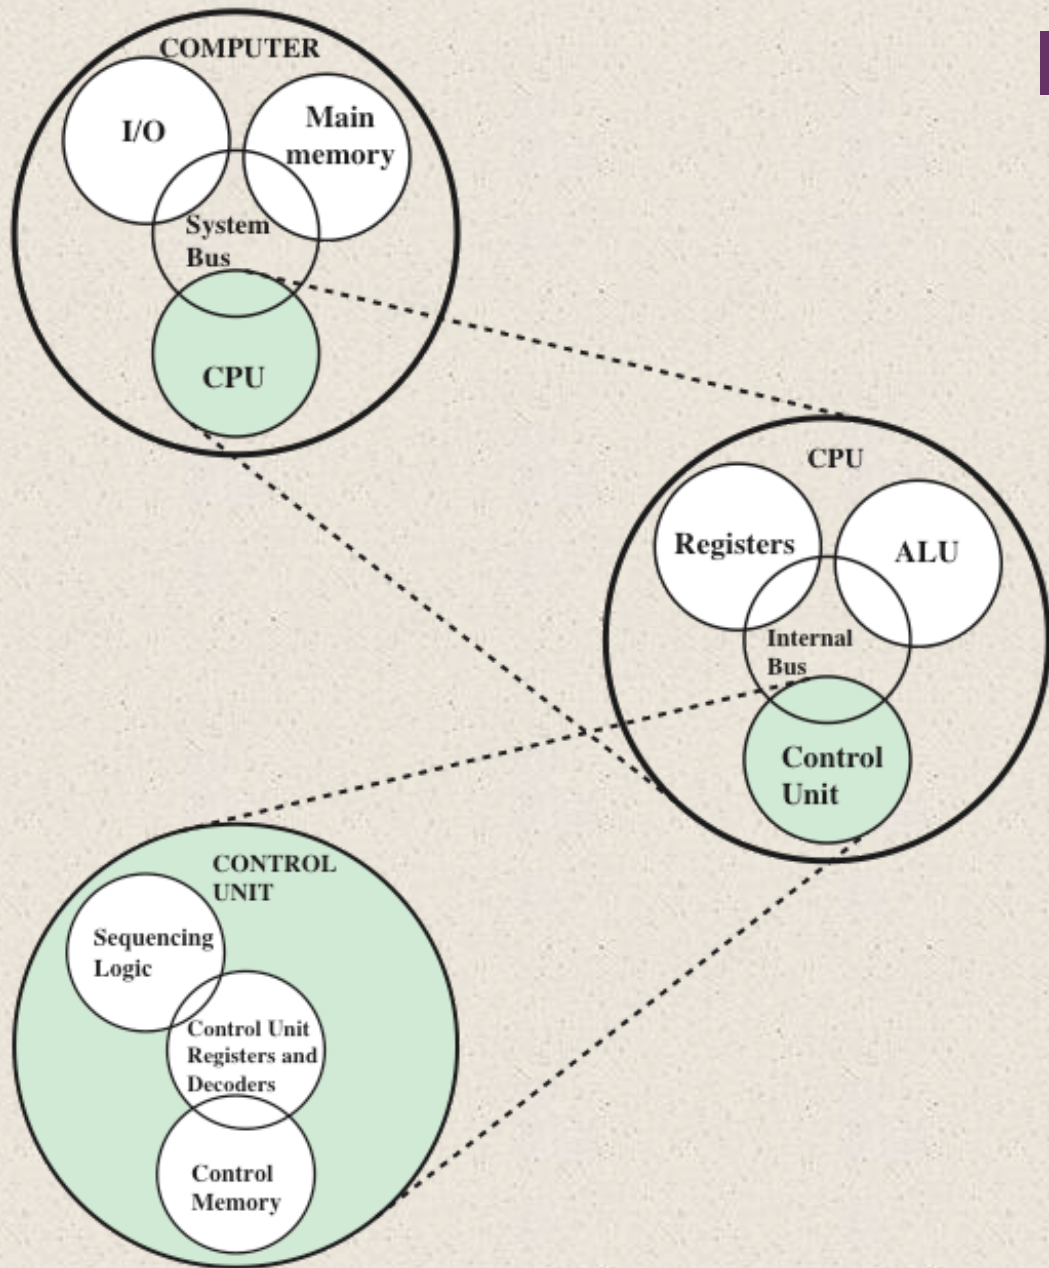 COMPUTER
I/O
Main
memory
System
Bus
CPU
CPU
Registers
ALU
Internal
Bus
Control
Unit
CONTROL
UNIT
Sequencing
Logic
Control Unit
Registers and
Decoders
Control
Memory